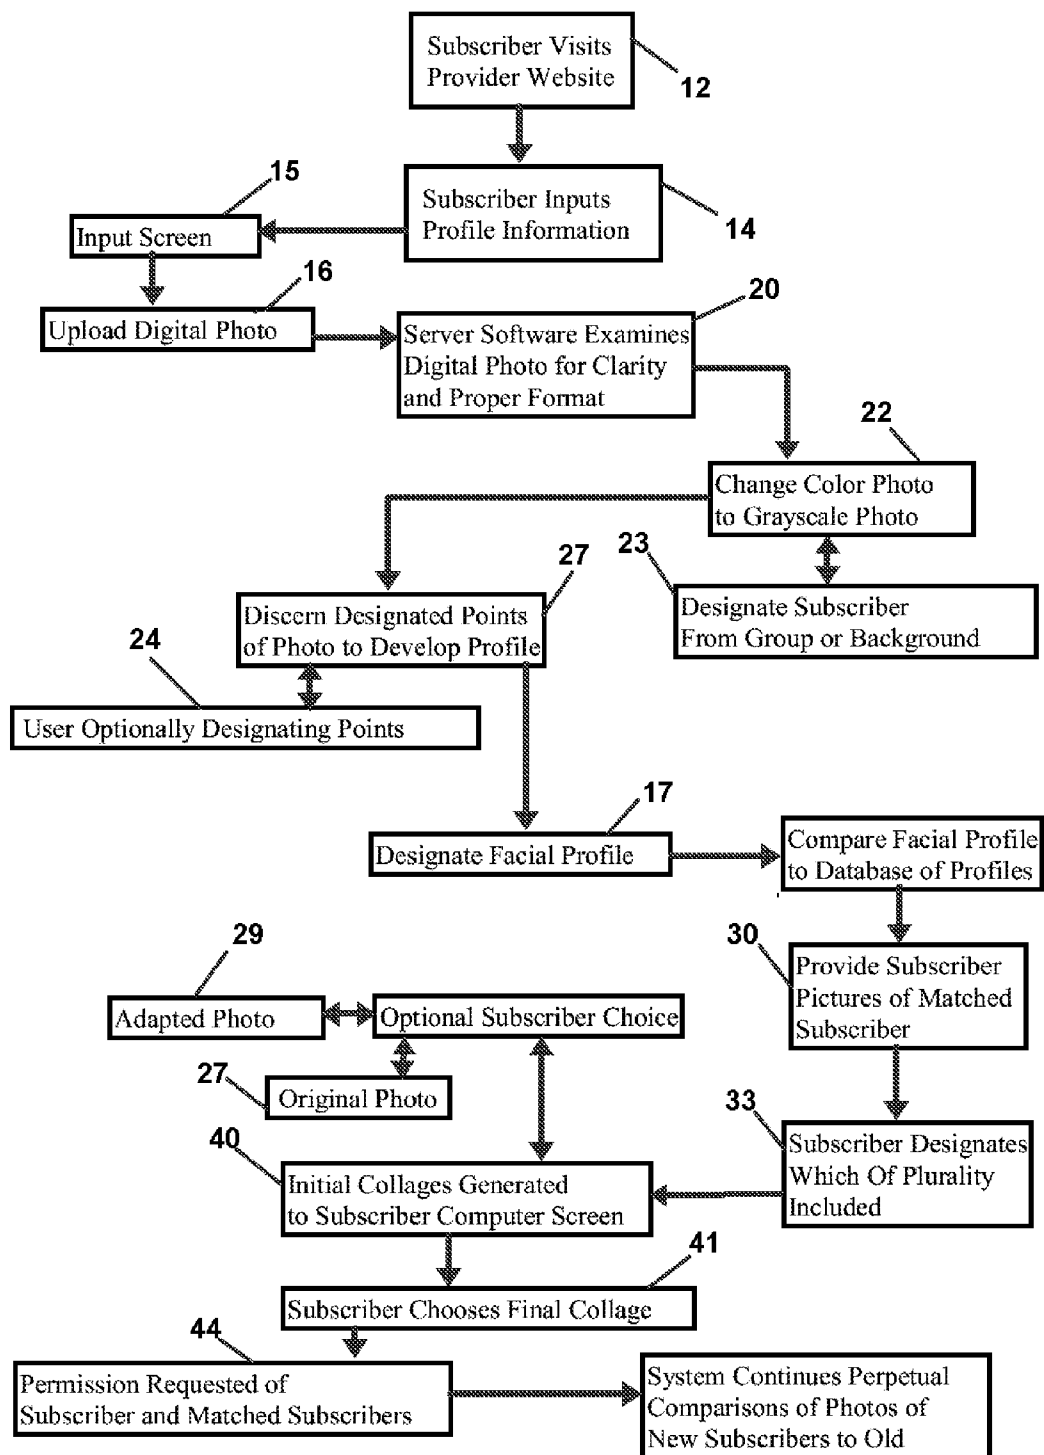 Subscriber Visits
Provider Website
12
Subscriber Inputs
Profile Information
14
15
Input Screen
16
Upload Digital Photo
20
Server Software Examines
Digital Photo for Clarity
and Proper Format
22
Change Color Photo
to Grayscale Photo
23
Designate Subscriber
From Group or Background
27
Discern Designated Points
of Photo to Develop Profile
24
User Optionally Designating Points
17
Designate Facial Profile
Compare Facial Profile
to Database of Profiles
30
Provide Subscriber
Pictures of Matched
Subscriber
29
Adapted Photo
Optional Subscriber Choice
27
Original Photo
33
Subscriber Designates
Which Of Plurality
Included
40
Initial Collages Generated
to Subscriber Computer Screen
41
Subscriber Chooses Final Collage
44
Permission Requested of
Subscriber and Matched Subscribers
System Continues Perpetual
Comparisons of Photos of
New Subscribers to Old